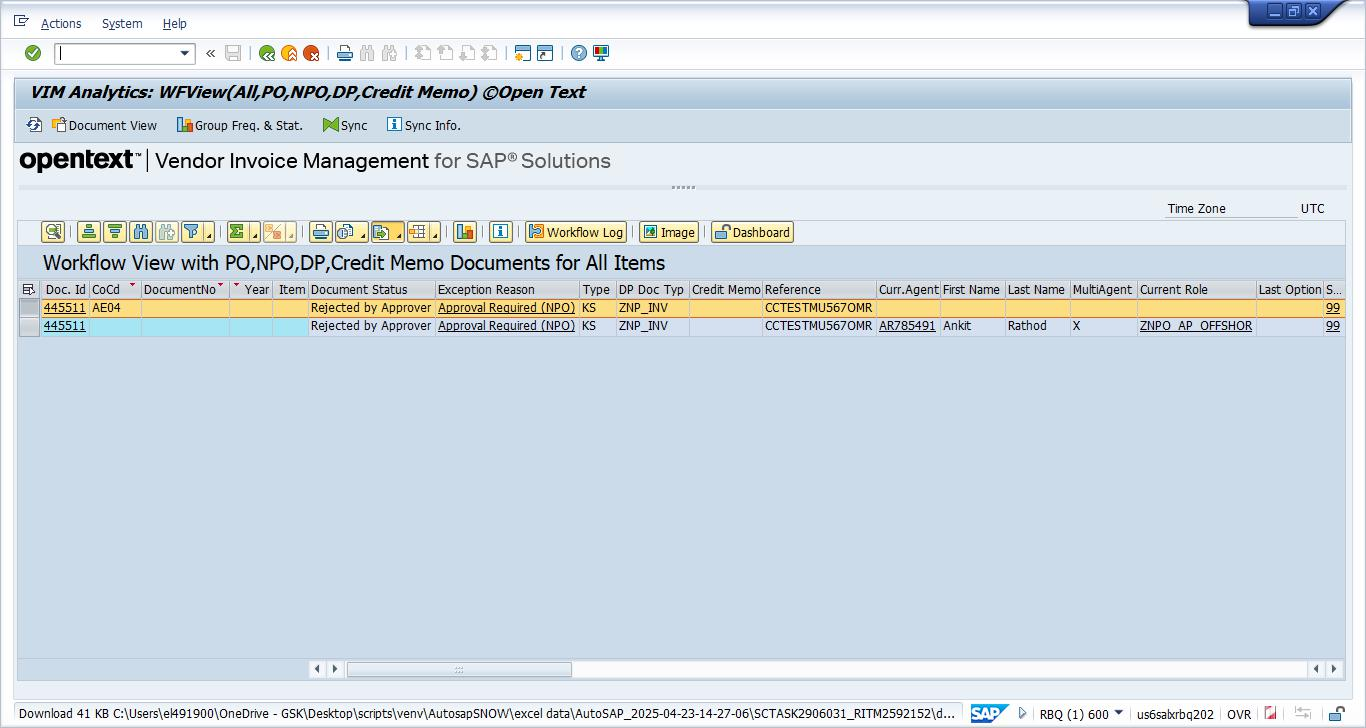 Actions System Help
«
VIM Analytics: WFView(All,PO,NPO,DP,Credit Memo) ©Open Text
Document View Group Freq. & Stat. Sync Sync Info.
opentext™ | Vendor Invoice Management for SAP® Solutions
Time Zone UTC
Workflow Log Image Dashboard
Workflow View with PO,NPO,DP,Credit Memo Documents for All Items
Doc. Id CoCd DocumentNo Year Item Document Status Exception Reason Type DP Doc Typ Credit Memo Reference Curr.Agent First Name Last Name MultiAgent Current Role Last Option S...
445511 AE04 Rejected by Approver Approval Required (NPO) KS ZNP_INV CCTESTMU567OMR 99
445511 Rejected by Approver Approval Required (NPO) KS ZNP_INV CCTESTMU567OMR AR785491 Ankit Rathod X ZNPO_AP_OFFSHOR 99
Download 41 KB C:\Users\el491900\OneDrive - GSK\Desktop\scripts\venv\AutosapSNOW\excel data\AutoSAP_2025-04-23-14-27-06\SCTASK2906031_RITM2592152\d... SAP RBQ (1) 600 us6salxrbq202 OVR